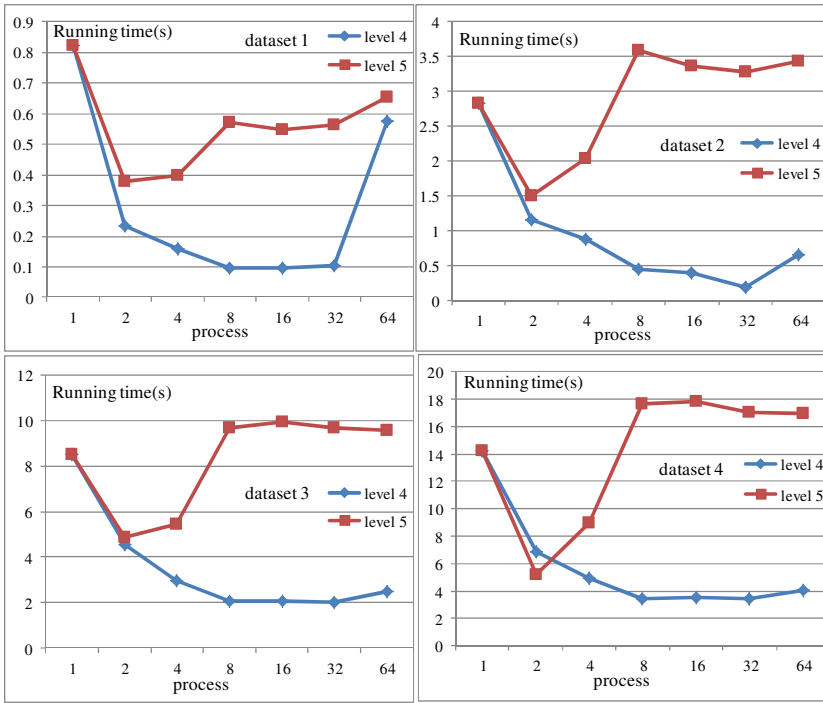 0.9
Running time(s)
dataset 1
level 4
level 5
0.8
0.7
0.6
0.5
0.4
0.3
0.2
0.1
0
1 2 4 8 16 32 64
process
4
Running time(s)
3.5
3
2.5
dataset 2
level 4
level 5
2
1.5
1
0.5
0
1 2 4 8 16 32 64
process
12
Running time(s)
10
8
dataset 3
level 4
level 5
6
4
2
0
1 2 4 8 16 32 64
process
20
Running time(s)
18
16
14
dataset 4
level 4
level 5
12
10
8
6
4
2
0
1 2 4 8 16 32 64
process